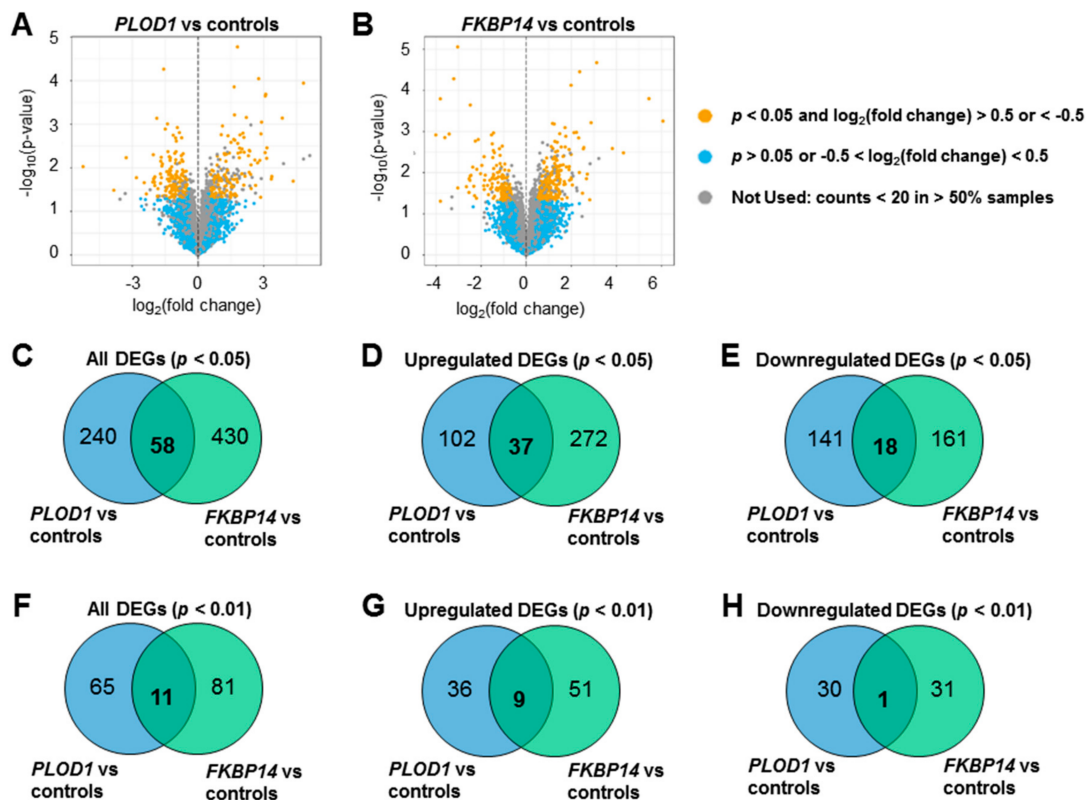 A
PLOD1 vs controls
5
4
3
2
1
0
-log10(p-value)
-3
0
3
log2(fold change)
B
FKBP14 vs controls
5
4
3
2
1
0
-log10(p-value)
-4
-2
0
2
4
6
log2(fold change)
p < 0.05 and log2(fold change) > 0.5 or < -0.5
p > 0.05 or -0.5 < log2(fold change) < 0.5
Not Used: counts < 20 in > 50% samples
C
All DEGs (p < 0.05)
240
58
430
PLOD1 vs
controls
FKBP14 vs
controls
D
Upregulated DEGs (p < 0.05)
102
37
272
PLOD1 vs
controls
FKBP14 vs
controls
E
Downregulated DEGs (p < 0.05)
141
18
161
PLOD1 vs
controls
FKBP14 vs
controls
F
All DEGs (p < 0.01)
65
11
81
PLOD1 vs
controls
FKBP14 vs
controls
G
Upregulated DEGs (p < 0.01)
36
9
51
PLOD1 vs
controls
FKBP14 vs
controls
H
Downregulated DEGs (p < 0.01)
30
1
31
PLOD1 vs
controls
FKBP14 vs
controls